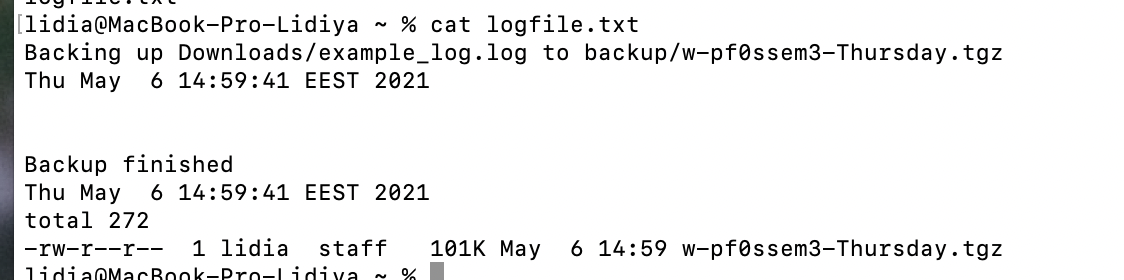 logfile.txt
lidia@MacBook-Pro-Lidiya ~ % cat logfile.txt
Backing up Downloads/example_log.log to backup/w-pf0ssem3-Thursday.tgz
Thu May  6 14:59:41 EEST 2021
Backup finished
Thu May  6 14:59:41 EEST 2021
total 272
-rw-r--r--  1 lidia  staff   101K May  6 14:59 w-pf0ssem3-Thursday.tgz
lidia@MacBook-Pro-Lidiya ~ %